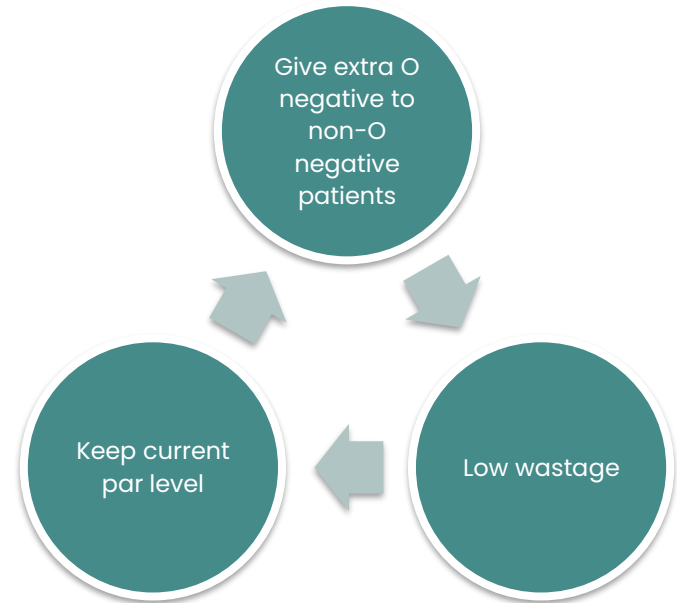 Give extra O
negative to
non-O
negative
patients
Keep current
par level
Low wastage